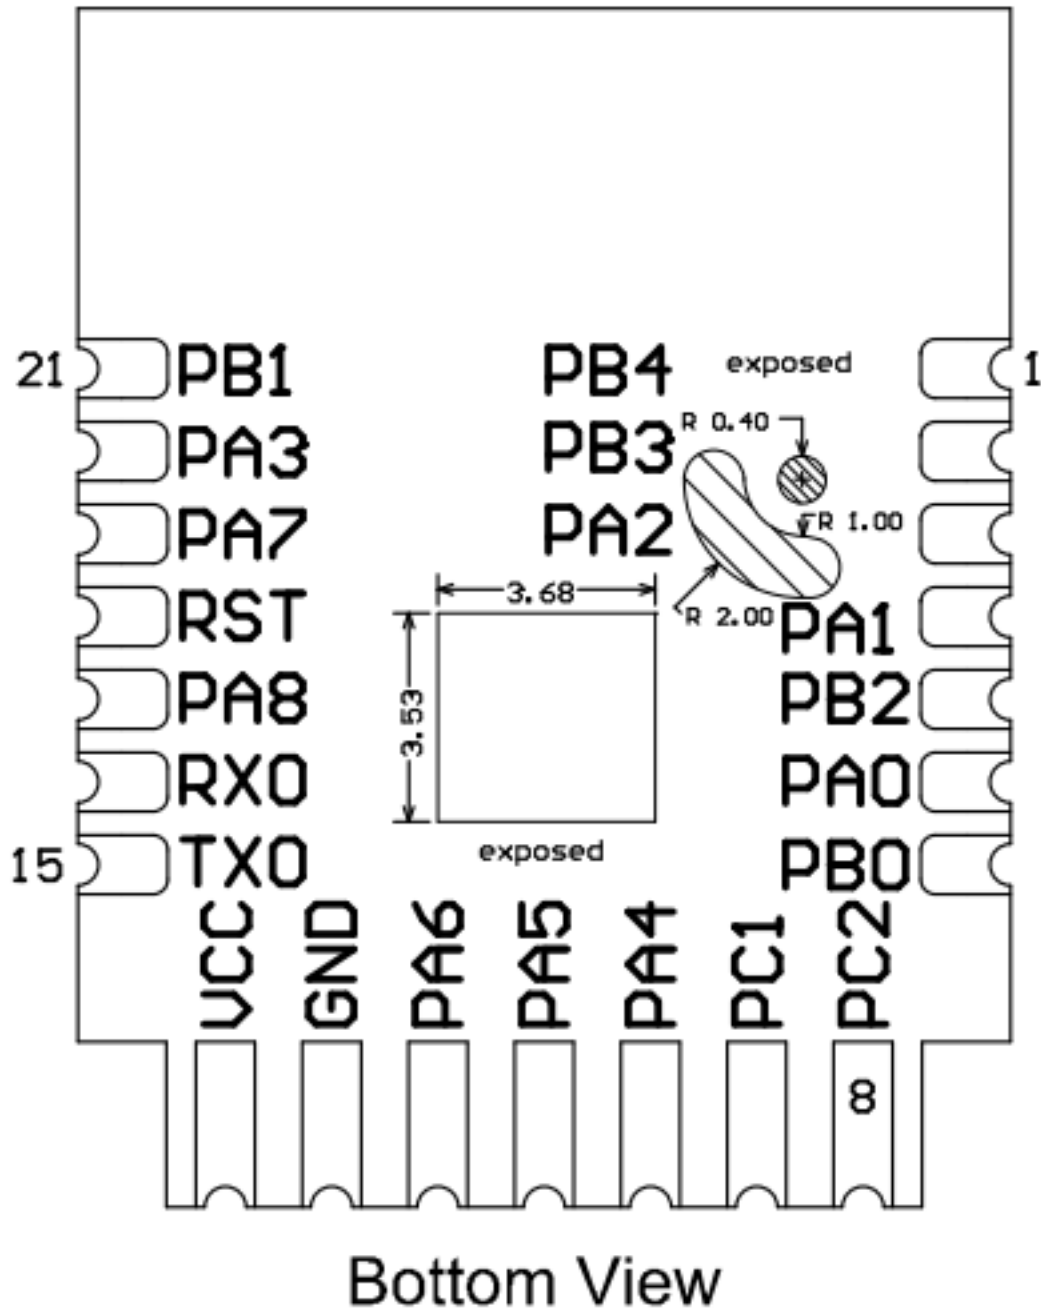 21 PB1 PB4 exposed 1
R 0.40
PA3 PB3
PA7 PA2 R 1.00
3.68
RST R 2.00 PA1
PA8 3.53 PB2
RX0 PA0
exposed
15 TX0 PB0
VCC GND PA6 PA5 PA4 PC1 PC2
8
Bottom View